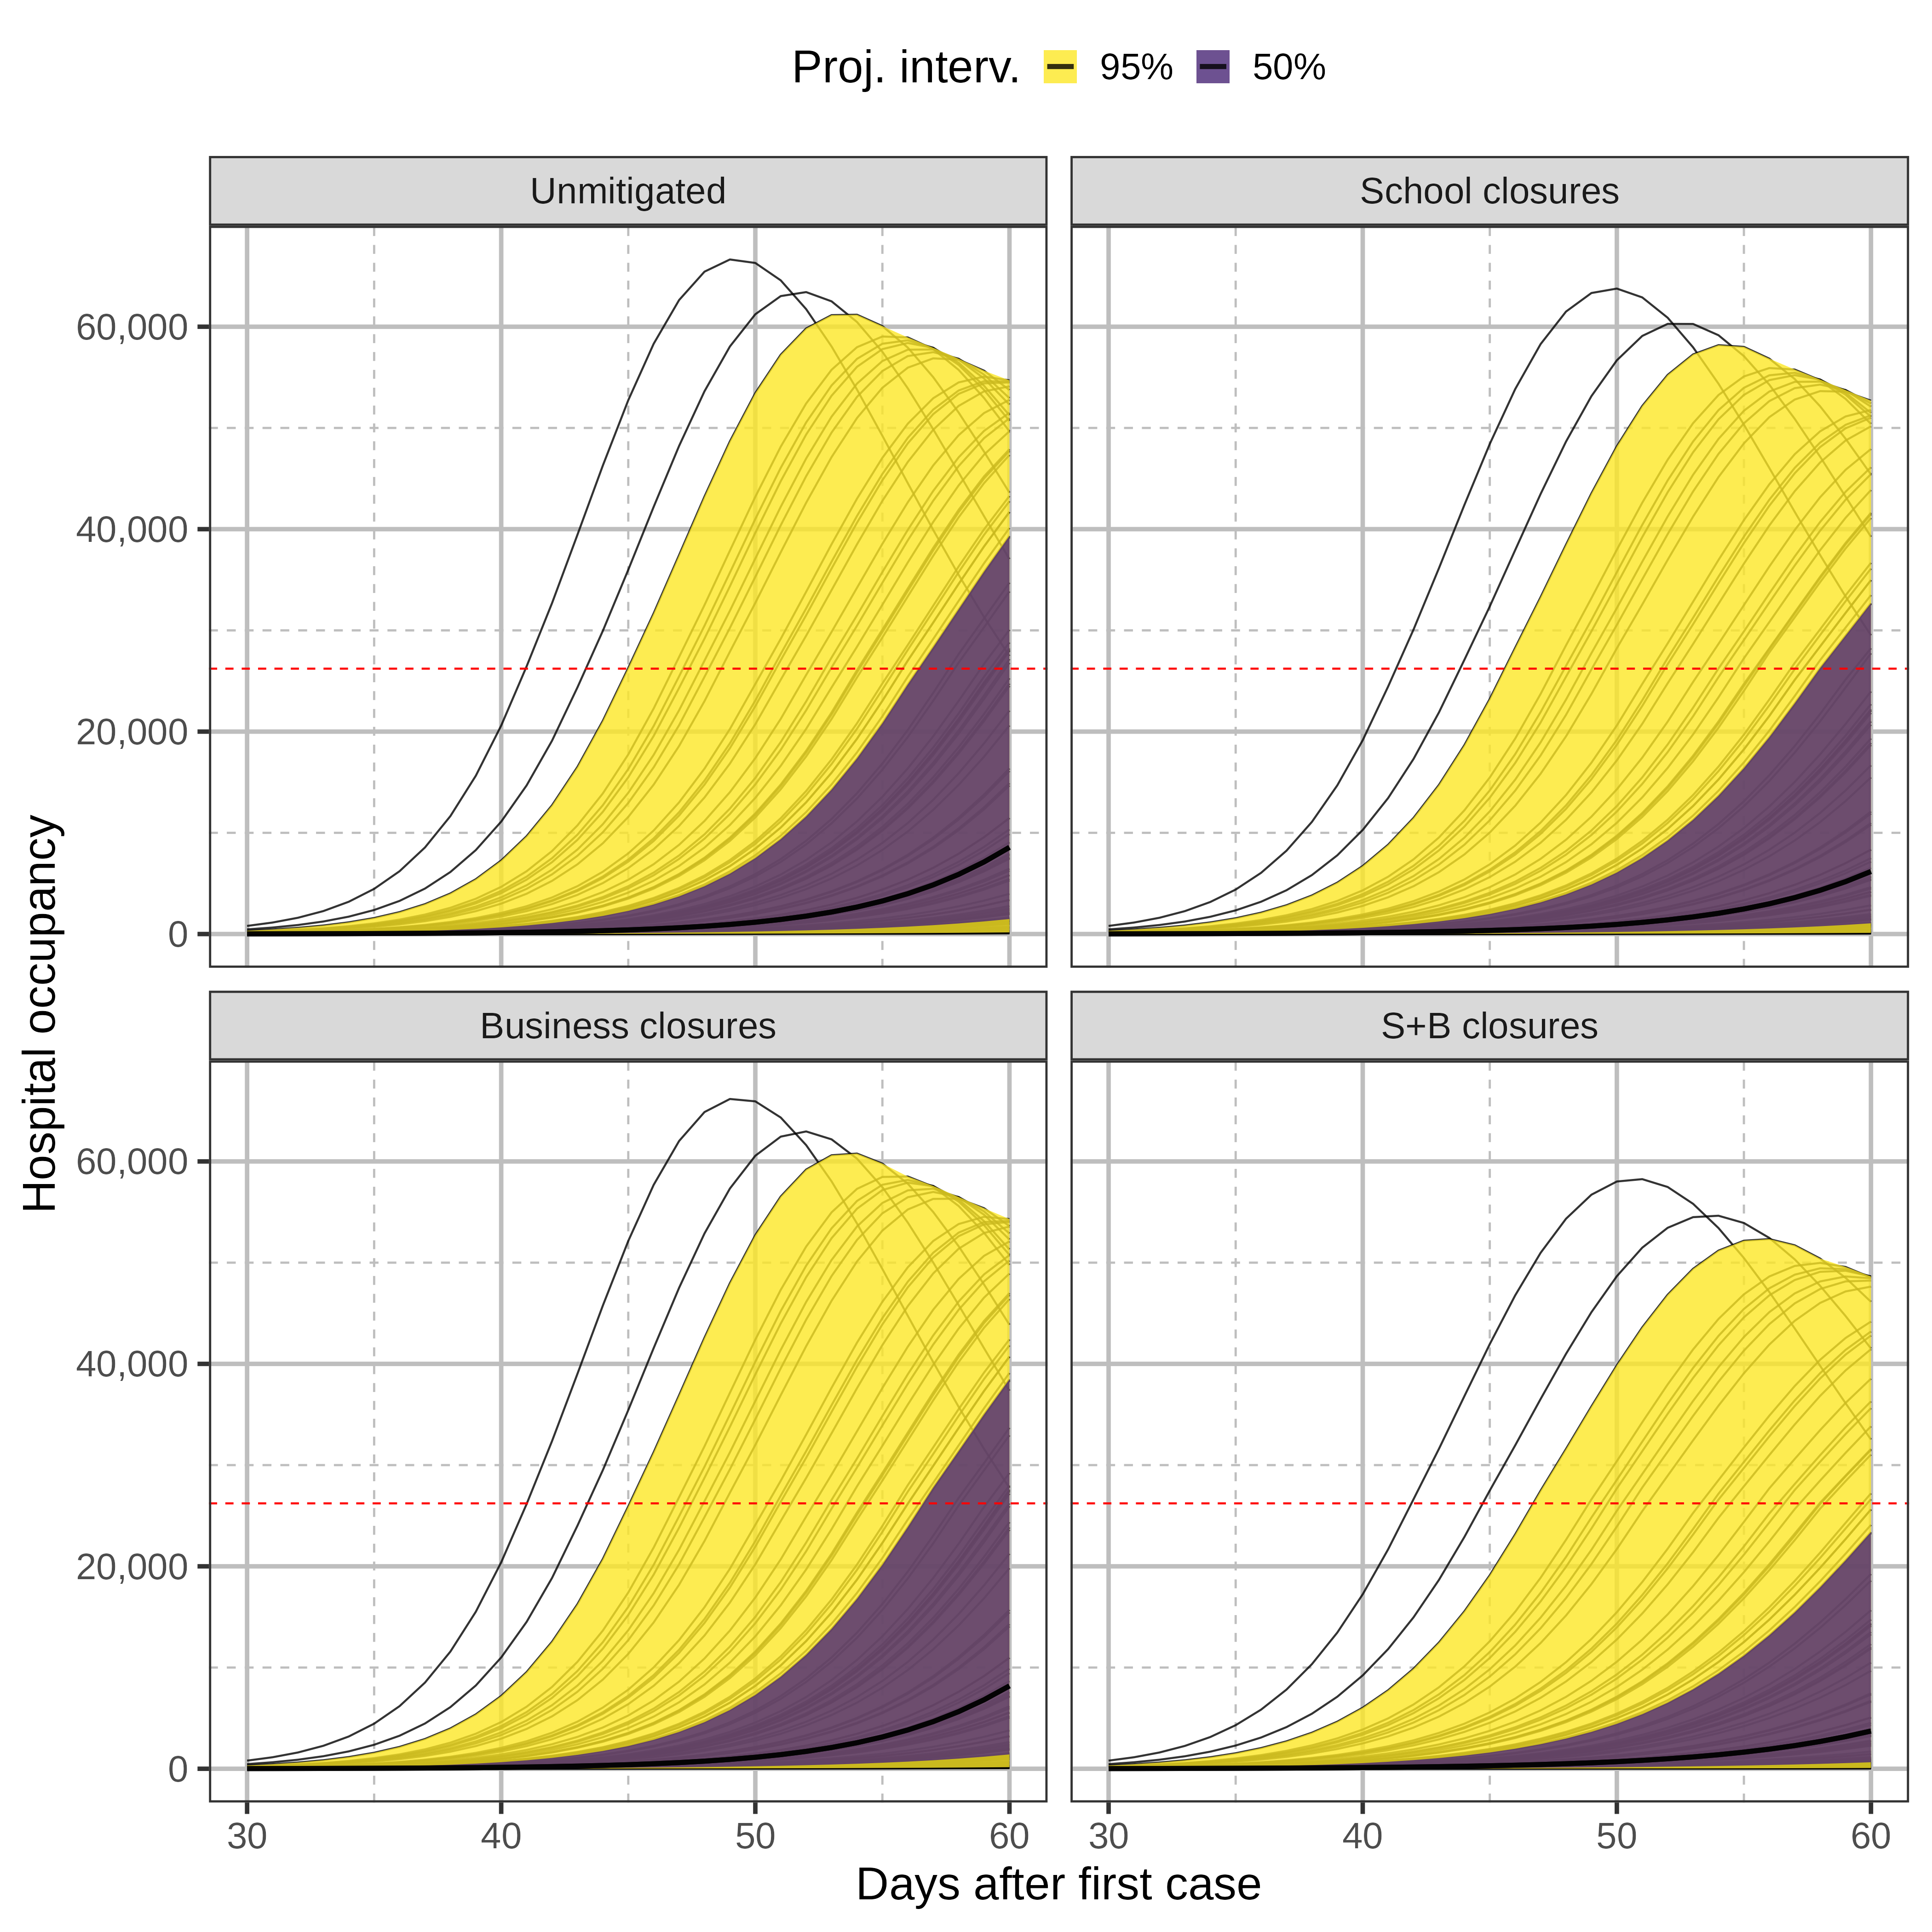 Proj. interv. 95% 50%
Unmitigated
School closures
60,000
40,000
20,000
0
Business closures
S+B closures
60,000
40,000
20,000
0
Hospital occupancy
30 40 50 60
30 40 50 60
Days after first case